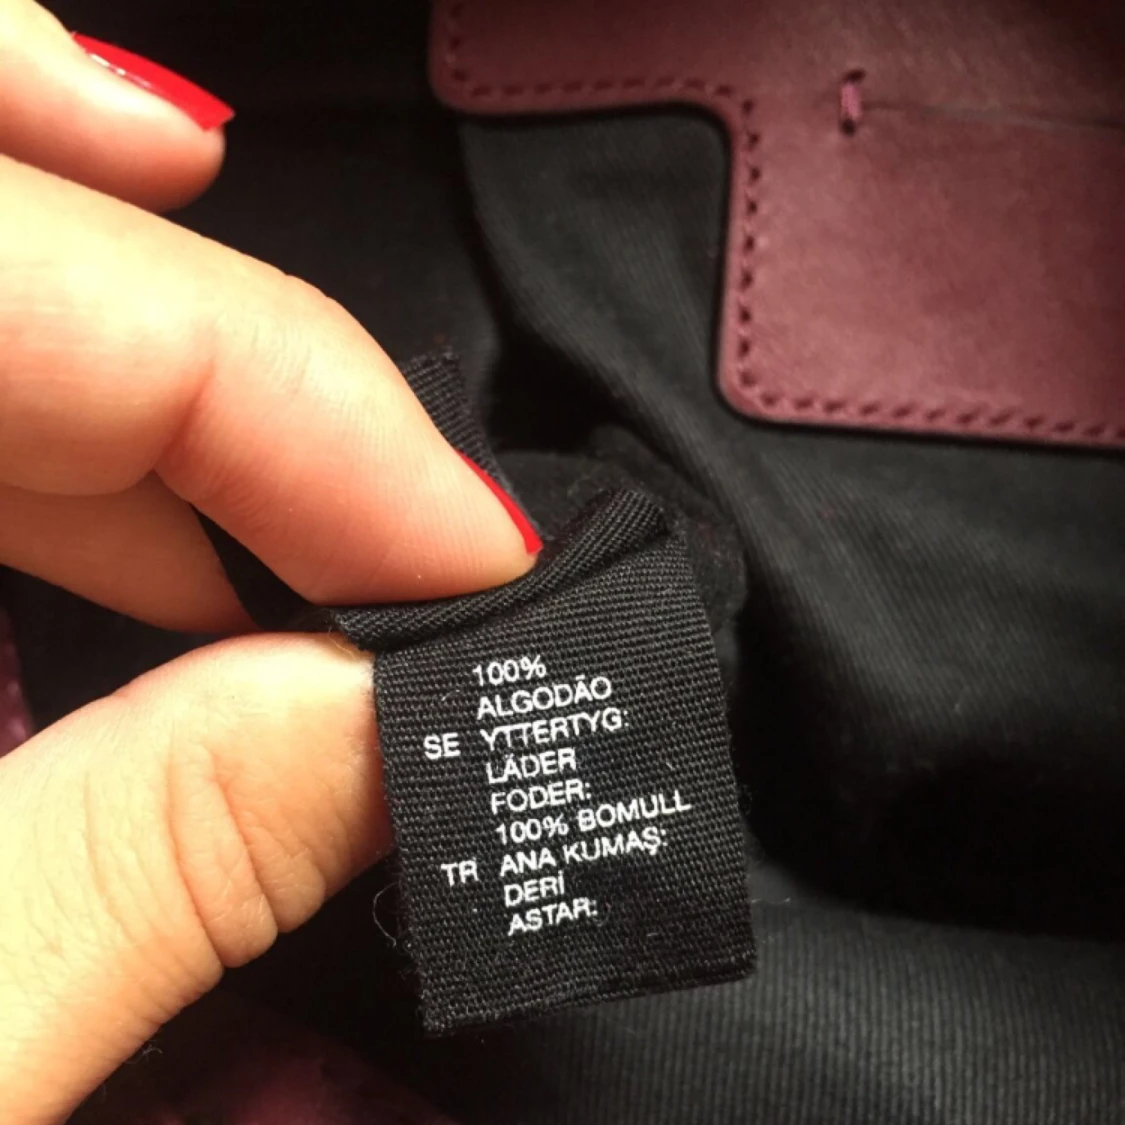 100%
ALGODÃO
SE YTTERTYG:
LÄDER
FODER:
100% BOMULL
TR ANA KUMAŞ:
DERİ
ASTAR: